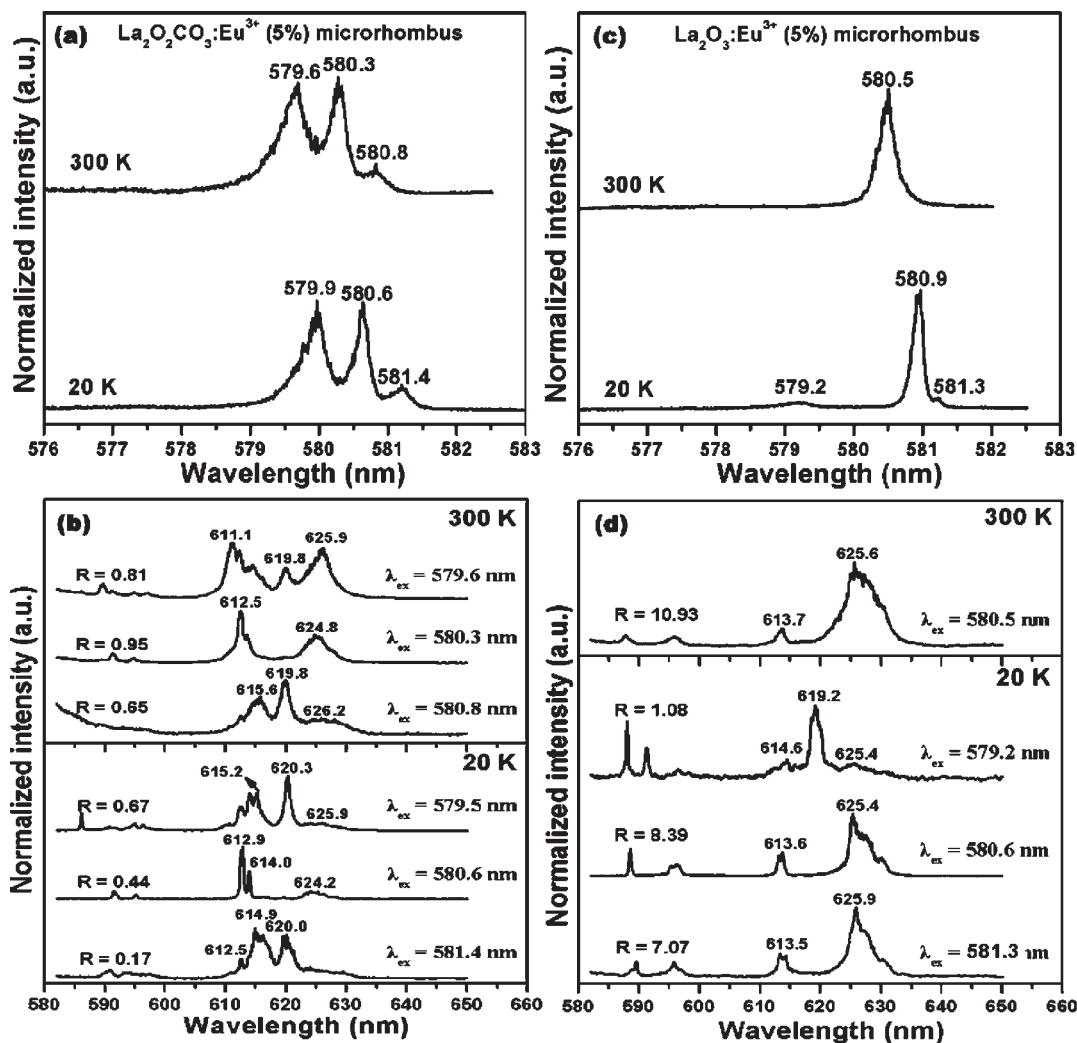 (a) La₂O₂CO₃:Eu³⁺ (5%) microrhombus
579.6 580.3
580.8
300 K
579.9 580.6
581.4
20 K
Normalized intensity (a.u.)
576 577 578 579 580 581 582 583
Wavelength (nm)
(c) La₂O₃:Eu³⁺ (5%) microrhombus
580.5
300 K
580.9
579.2 581.3
20 K
Normalized intensity (a.u.)
576 577 578 579 580 581 582 583
Wavelength (nm)
(b) 300 K
611.1 619.8 625.9
R = 0.81 λex = 579.6 nm
612.5 624.8
R = 0.95 λex = 580.3 nm
615.6 619.8 626.2
R = 0.65 λex = 580.8 nm
20 K
615.2 620.3 625.9
R = 0.67 λex = 579.5 nm
612.9 614.0 624.2
R = 0.44 λex = 580.6 nm
612.5 614.9 620.0
R = 0.17 λex = 581.4 nm
Normalized intensity (a.u.)
580 590 600 610 620 630 640 650 660
Wavelength (nm)
(d) 300 K
625.6
R = 10.93 613.7 λex = 580.5 nm
20 K
619.2
R = 1.08 614.6 625.4 λex = 579.2 nm
625.4
R = 8.39 613.6 λex = 580.6 nm
625.9
R = 7.07 613.5 λex = 581.3 nm
Normalized intensity (a.u.)
590 600 610 620 630 640 650 660
Wavelength (nm)